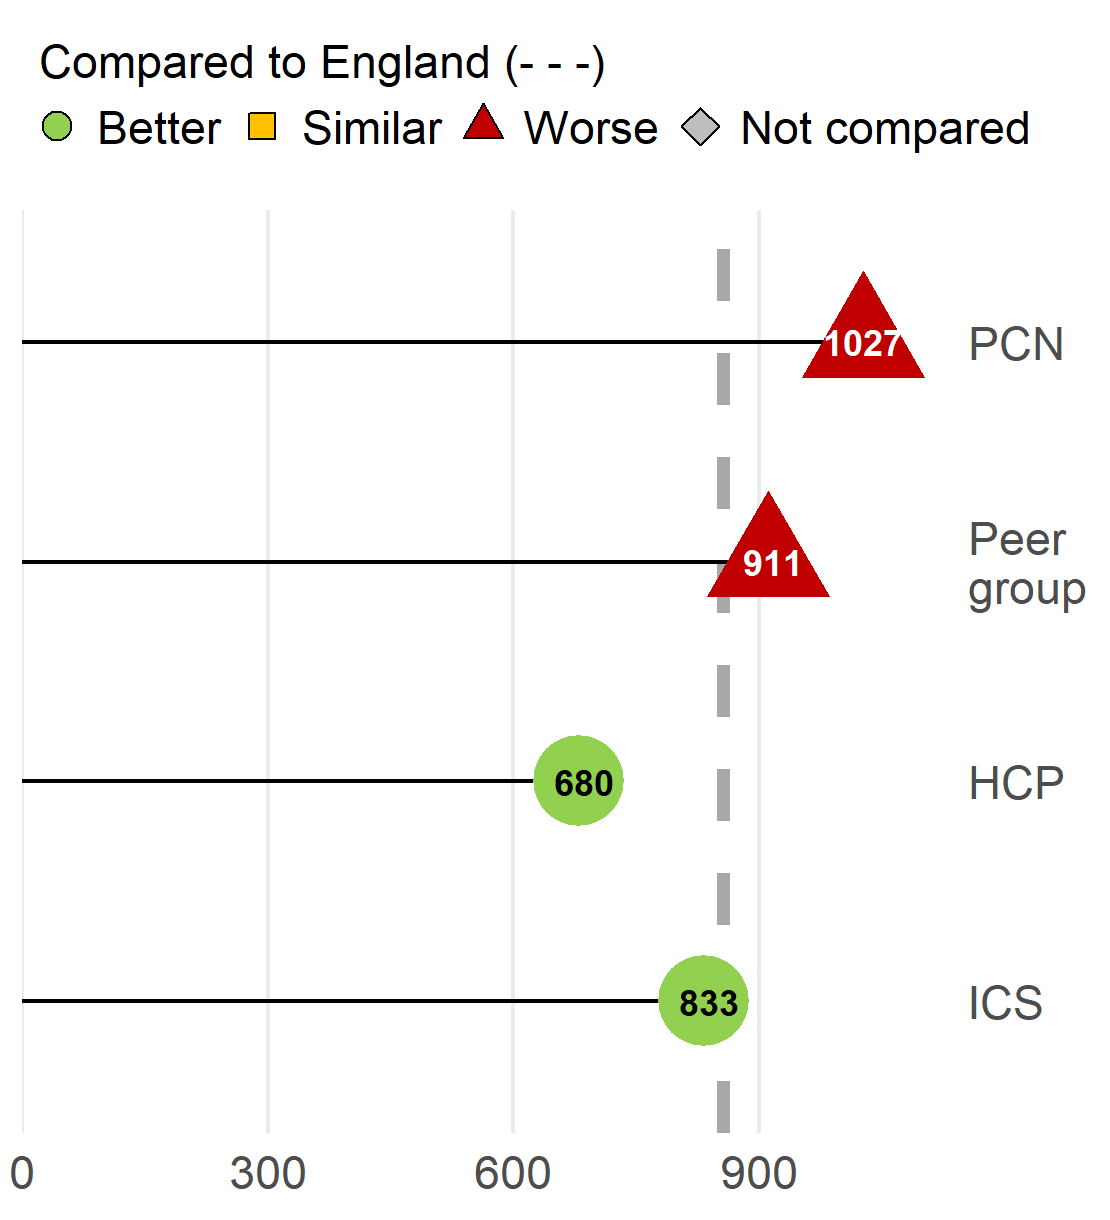 Compared to England (- - -)
Better Similar Worse Not compared
1027 PCN
911 Peer
group
680 HCP
833 ICS
0 300 600 900